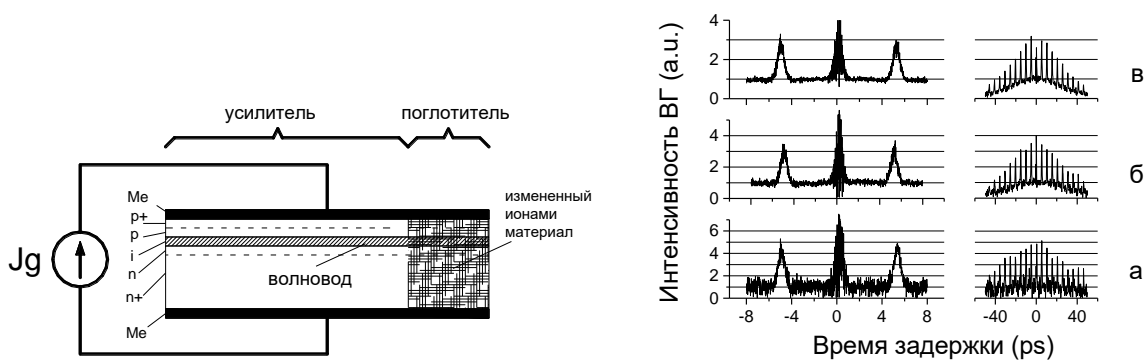 усилитель
поглотитель
Me
p+
p
i
n
n+
Me
Jg
волновод
измененный
ионами
материал
Интенсивность ВГ (a.u.)
4
2
0
в
4
2
0
б
6
4
2
0
а
-8
-4
0
4
8
-40
0
40
Время задержки (ps)